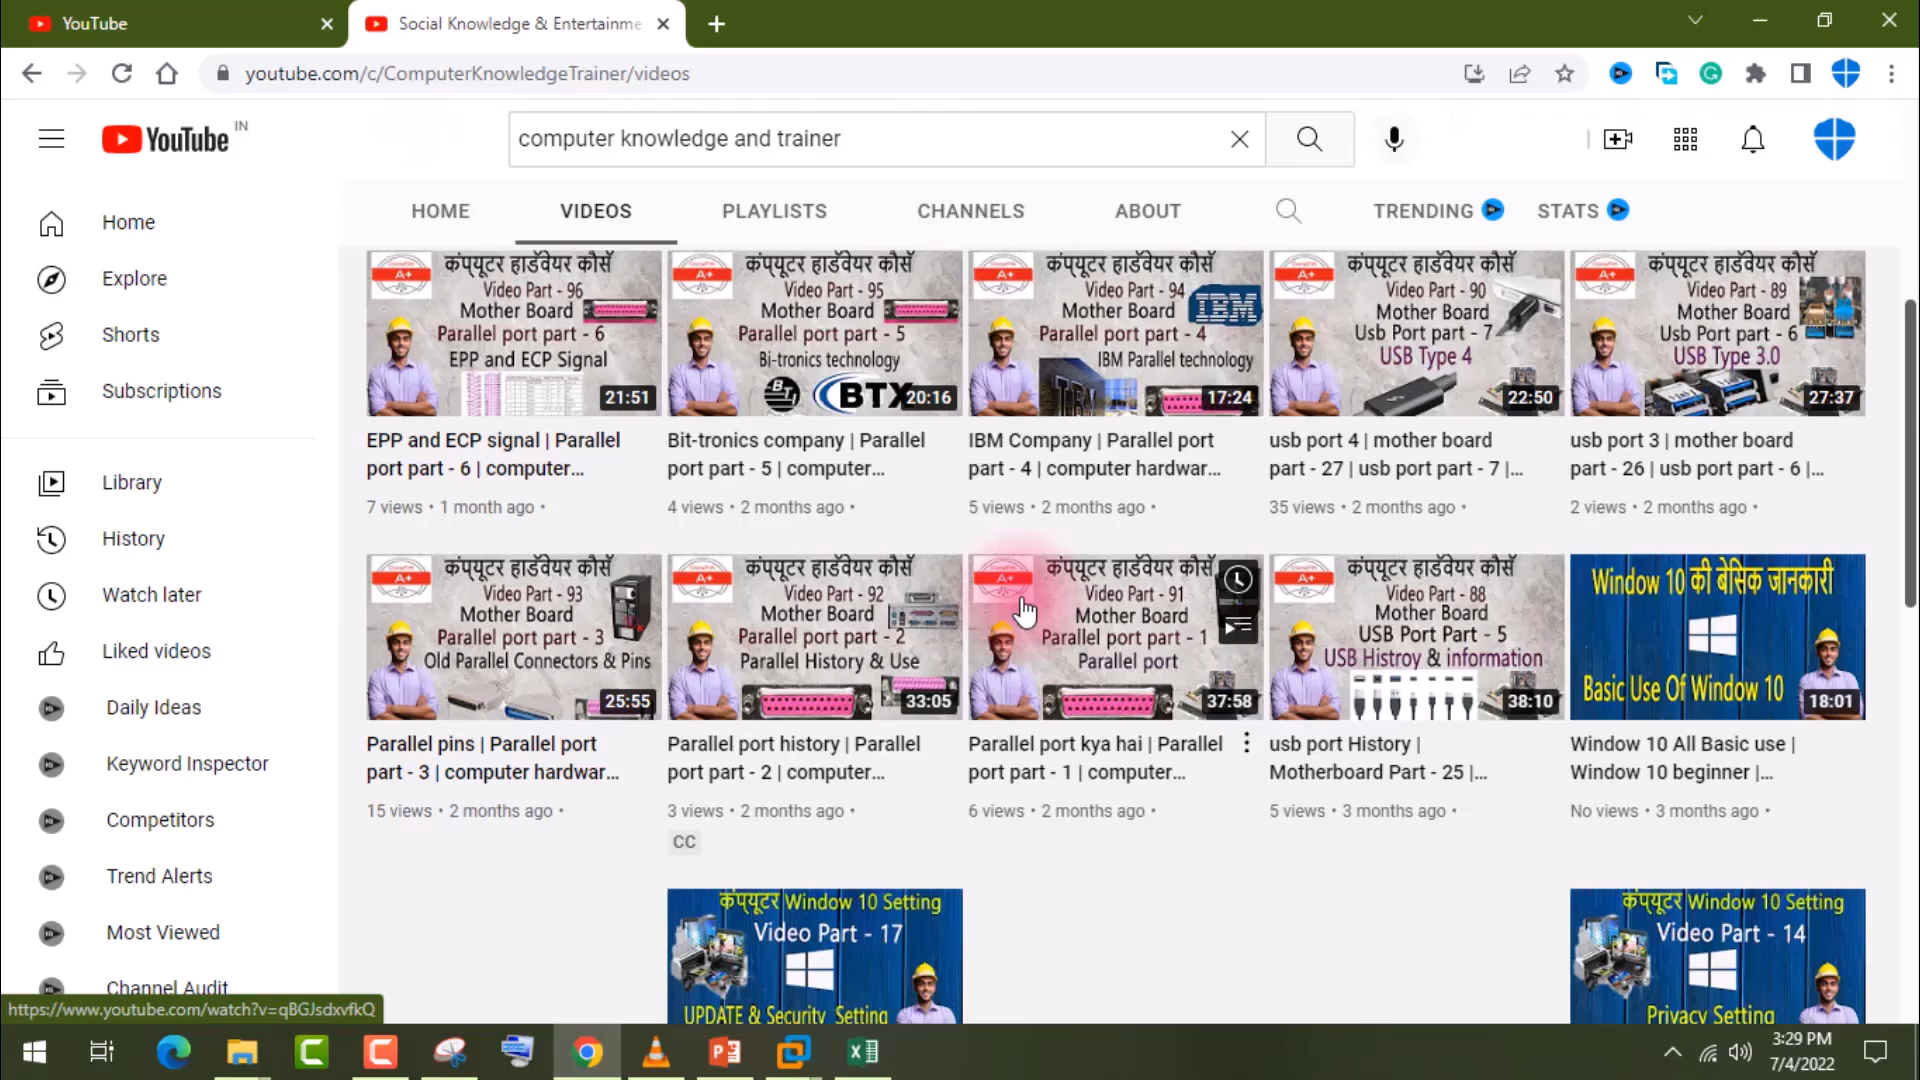 YouTube
Social Knowledge & Entertainme
youtube.com/c/ComputerKnowledgeTrainer/videos
YouTube IN
computer knowledge and trainer
HOME
VIDEOS
PLAYLISTS
CHANNELS
ABOUT
TRENDING
STATS
Home
Explore
Shorts
Subscriptions
Library
History
Watch later
Liked videos
Daily Ideas
Keyword Inspector
Competitors
Trend Alerts
Most Viewed
Channel Audit
A+
कंप्यूटर हार्डवेयर कोर्स
Video Part - 96
Mother Board
Parallel port part - 6
EPP and ECP Signal
21:51
EPP and ECP signal | Parallel
port part - 6 | computer...
7 views • 1 month ago •
A+
कंप्यूटर हार्डवेयर कोर्स
Video Part - 95
Mother Board
Parallel port part - 5
Bi-tronics technology
BTX
20:16
Bit-tronics company | Parallel
port part - 5 | computer...
4 views • 2 months ago •
A+
कंप्यूटर हार्डवेयर कोर्स
Video Part - 94
Mother Board
IBM
Parallel port part - 4
IBM Parallel technology
IBM
17:24
IBM Company | Parallel port
part - 4 | computer hardwar...
5 views • 2 months ago •
A+
कंप्यूटर हार्डवेयर कोर्स
Video Part - 90
Mother Board
Usb Port part - 7
USB Type 4
22:50
usb port 4 | mother board
part - 27 | usb port part - 7 |...
35 views • 2 months ago •
A+
कंप्यूटर हार्डवेयर कोर्स
Video Part - 89
Mother Board
Usb Port part - 6
USB Type 3.0
27:37
usb port 3 | mother board
part - 26 | usb port part - 6 |...
2 views • 2 months ago •
A+
कंप्यूटर हार्डवेयर कोर्स
Video Part - 93
Mother Board
Parallel port part - 3
Old Parallel Connectors & Pins
25:55
Parallel pins | Parallel port
part - 3 | computer hardwar...
15 views • 2 months ago •
A+
कंप्यूटर हार्डवेयर कोर्स
Video Part - 92
Mother Board
Parallel port part - 2
Parallel History & Use
33:05
Parallel port history | Parallel
port part - 2 | computer...
3 views • 2 months ago •
CC
A+
कंप्यूटर हार्डवेयर कोर्स
Video Part - 91
Mother Board
Parallel port part - 1
Parallel port
37:58
Parallel port kya hai | Parallel
port part - 1 | computer...
6 views • 2 months ago •
A+
कंप्यूटर हार्डवेयर कोर्स
Video Part - 88
Mother Board
USB Port Part - 5
USB Histroy & information
38:10
usb port History |
Motherboard Part - 25 |...
5 views • 3 months ago •
Window 10 की बेसिक जानकारी
Basic Use Of Window 10
18:01
Window 10 All Basic use |
Window 10 beginner |...
No views • 3 months ago •
कंप्यूटर Window 10 Setting
Video Part - 17
UPDATE & Security Setting
कंप्यूटर Window 10 Setting
Video Part - 14
Privacy Setting
https://www.youtube.com/watch?v=qBGJsdxvfkQ
3:29 PM
7/4/2022